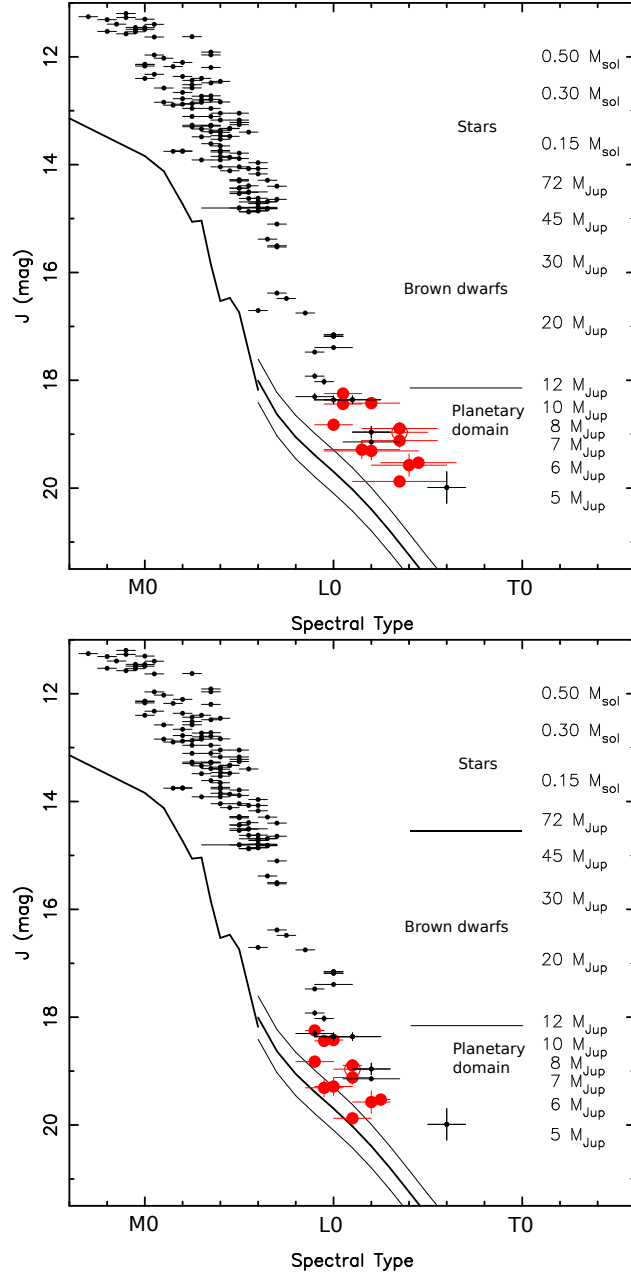 12
14
16
18
20
J (mag)
0.50 M_sol
0.30 M_sol
Stars
0.15 M_sol
72 M_Jup
45 M_Jup
30 M_Jup
Brown dwarfs
20 M_Jup
12 M_Jup
Planetary
domain
10 M_Jup
8 M_Jup
7 M_Jup
6 M_Jup
5 M_Jup
M0
L0
T0
Spectral Type
12
14
16
18
20
J (mag)
0.50 M_sol
0.30 M_sol
Stars
0.15 M_sol
72 M_Jup
45 M_Jup
30 M_Jup
Brown dwarfs
20 M_Jup
12 M_Jup
Planetary
domain
10 M_Jup
8 M_Jup
7 M_Jup
6 M_Jup
5 M_Jup
M0
L0
T0
Spectral Type